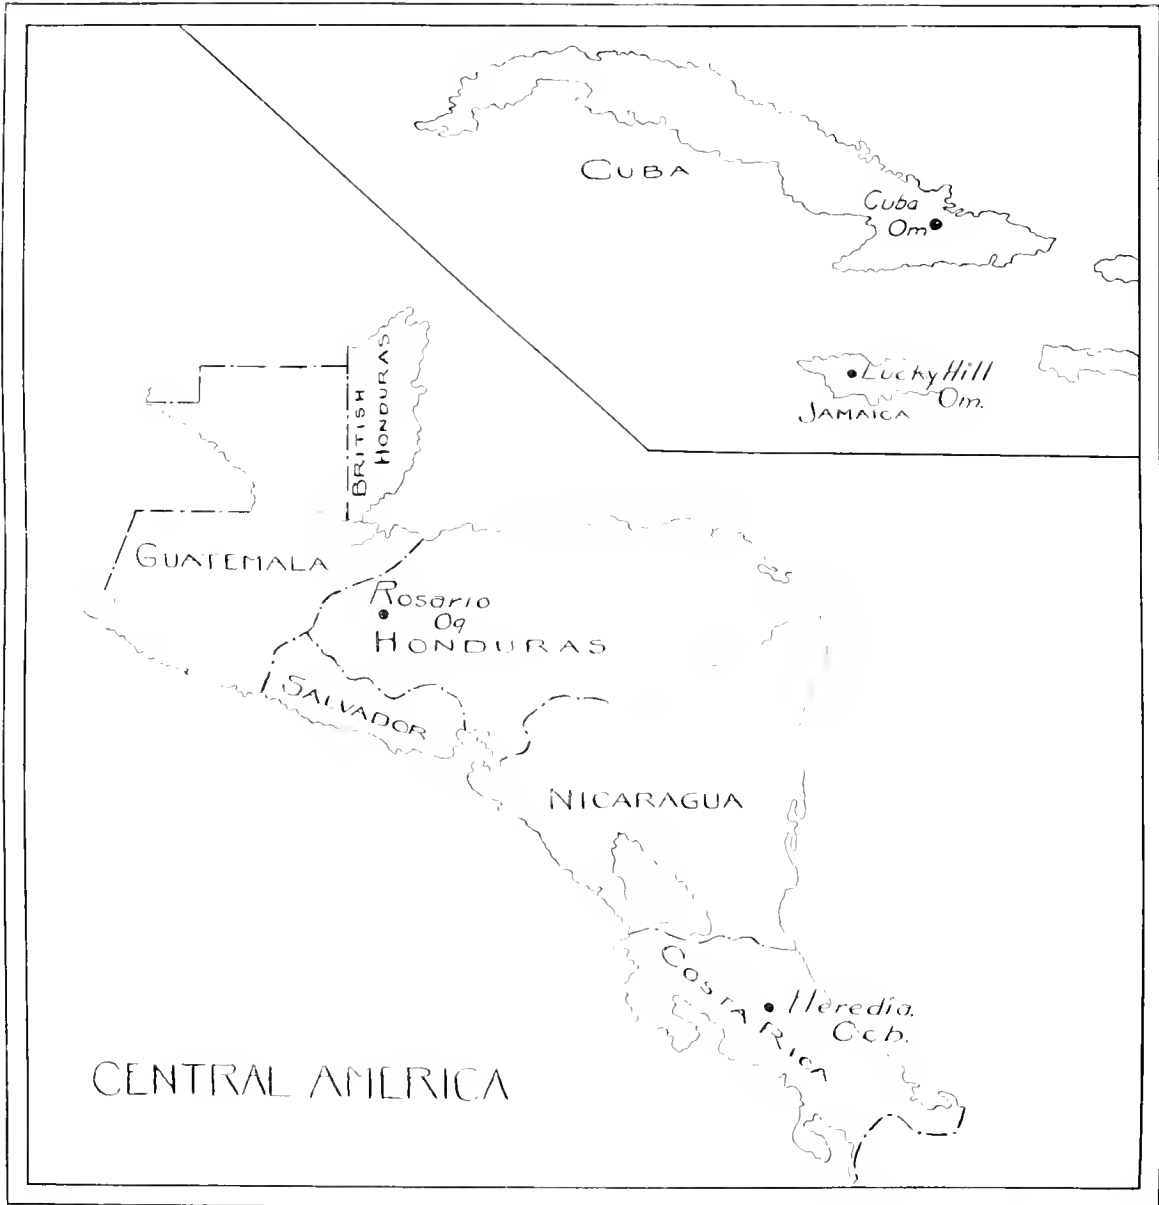 CUBA
Cuba
Om
Lucky Hill
Om.
JAMAICA
BRITISH
HONDURAS
GUATEMALA
Rosario
Og
HONDURAS
SALVADOR
NICARAGUA
COSTA RICA
Heredia.
Ccb.
CENTRAL AMERICA